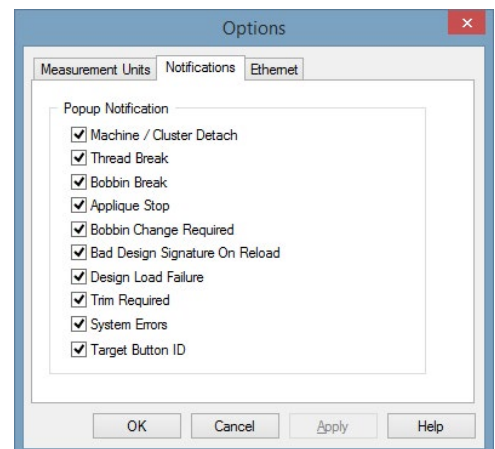 Options
Measurement Units Notifications Ethernet
Popup Notification
Machine / Cluster Detach
Thread Break
Bobbin Break
Applique Stop
Bobbin Change Required
Bad Design Signature On Reload
Design Load Failure
Trim Required
System Errors
Target Button ID
OK Cancel Apply Help